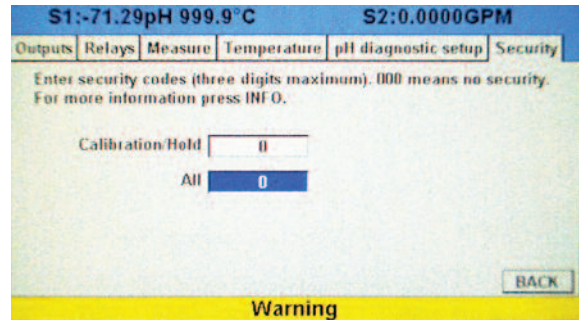 S1:-71.29pH 999.9°C S2:0.0000GPM
Outputs Relays Measure Temperature pH diagnostic setup Security
Enter security codes (three digits maximum). 000 means no security.
For more information press INFO.
Calibration/Hold 0
All 0
BACK
Warning